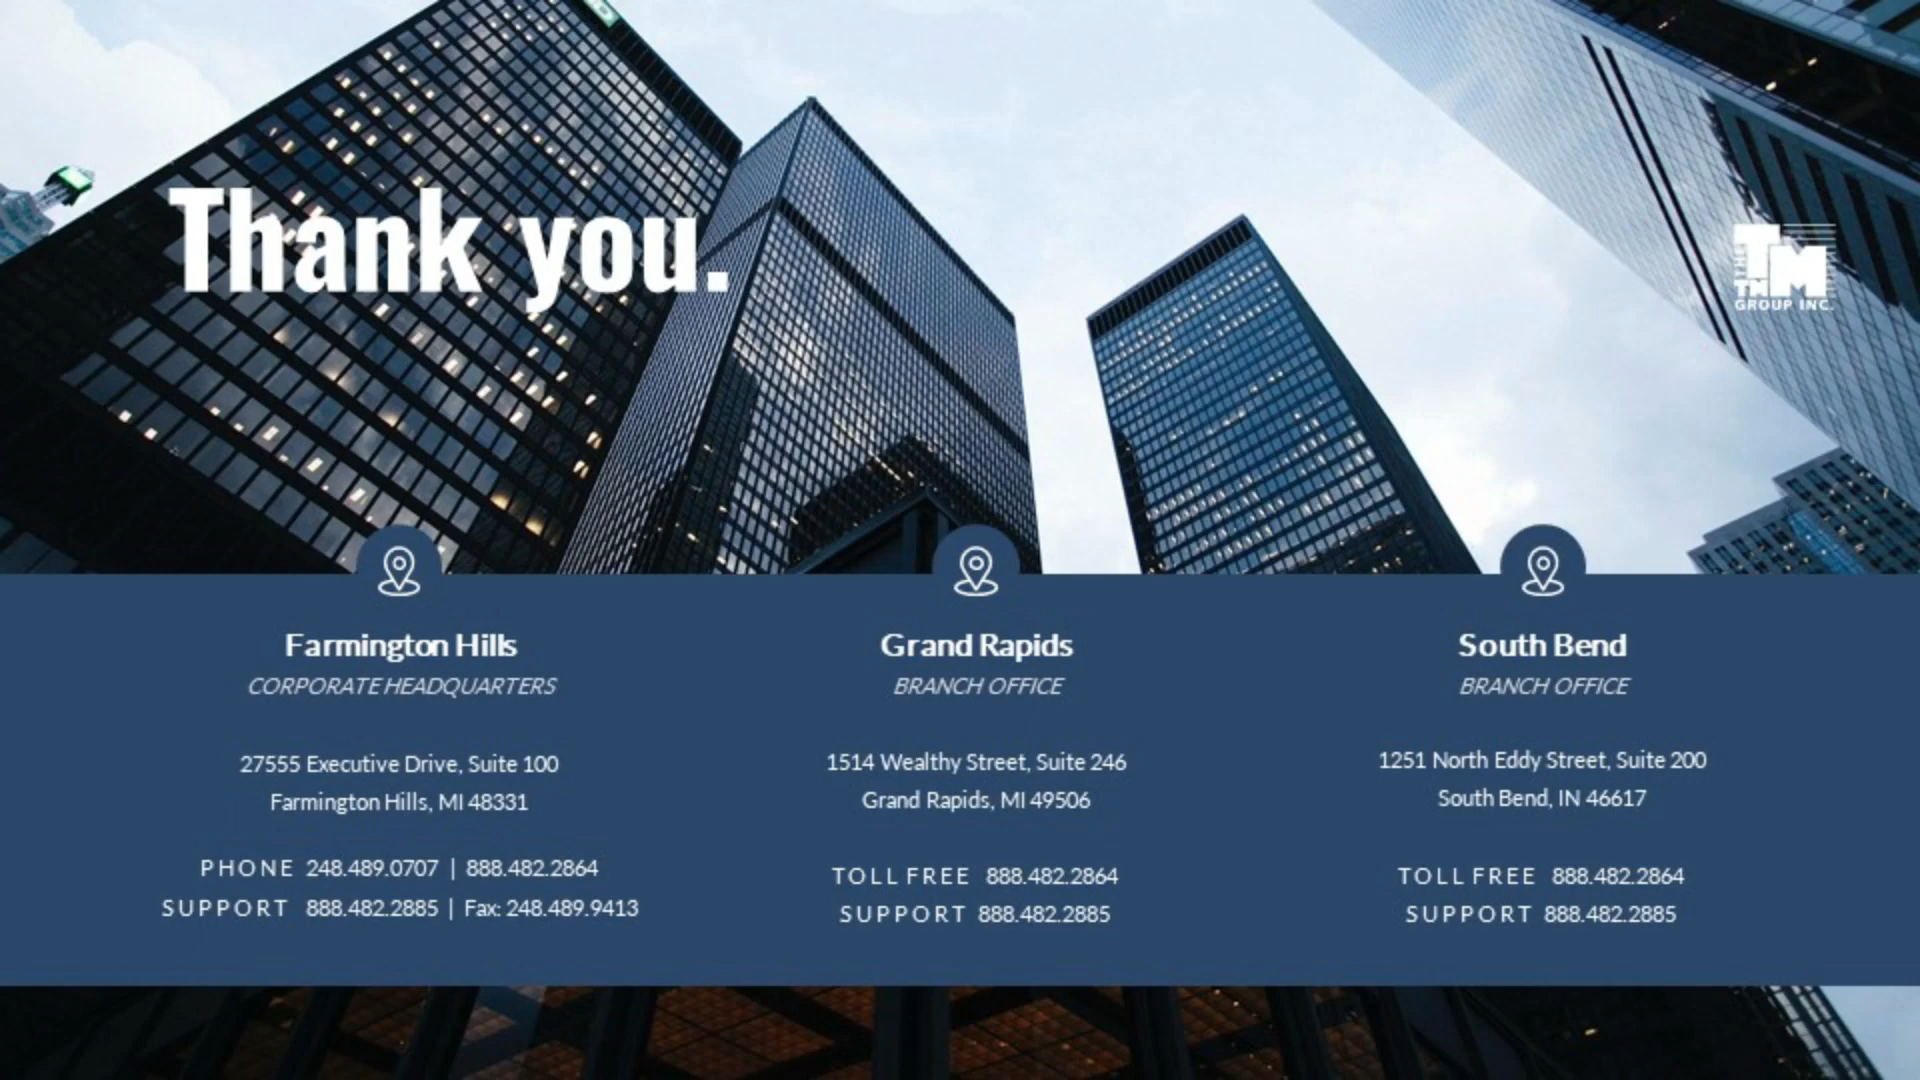 Thank you.
THE
TM
THM
GROUP INC.
Farmington Hills
CORPORATE HEADQUARTERS
27555 Executive Drive, Suite 100
Farmington Hills, MI 48331
PHONE 248.489.0707 | 888.482.2864
SUPPORT 888.482.2885 | Fax: 248.489.9413
Grand Rapids
BRANCH OFFICE
1514 Wealthy Street, Suite 246
Grand Rapids, MI 49506
TOLL FREE 888.482.2864
SUPPORT 888.482.2885
South Bend
BRANCH OFFICE
1251 North Eddy Street, Suite 200
South Bend, IN 46617
TOLL FREE 888.482.2864
SUPPORT 888.482.2885